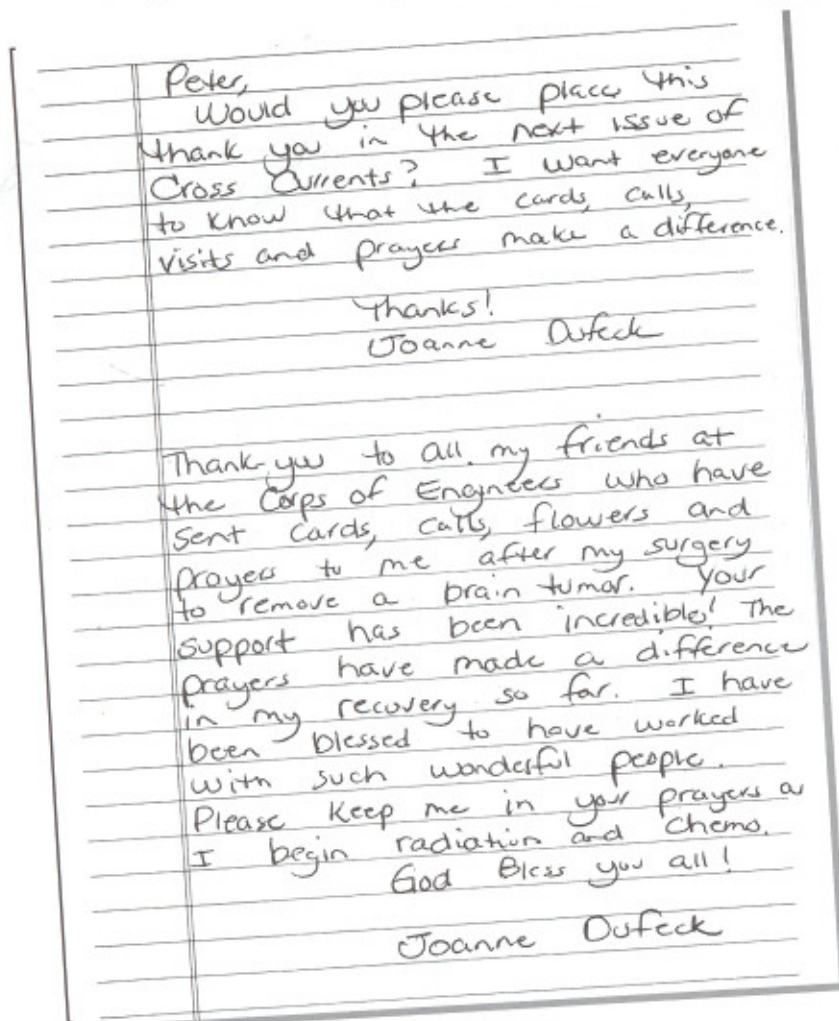 Peter,
Would you please place this
thank you in the next issue of
Cross Currents? I want everyone
to know that the cards, calls,
visits and prayers make a difference.
Thanks!
Joanne Dufeck
Thank you to all my friends at
the Corps of Engineers who have
sent cards, calls, flowers and
prayers to me after my surgery
to remove a brain tumor. Your
support has been incredible! The
prayers have made a difference
in my recovery so far. I have
been blessed to have worked
with such wonderful people.
Please keep me in your prayers as
I begin radiation and chemo.
God Bless you all!
Joanne Dufeck